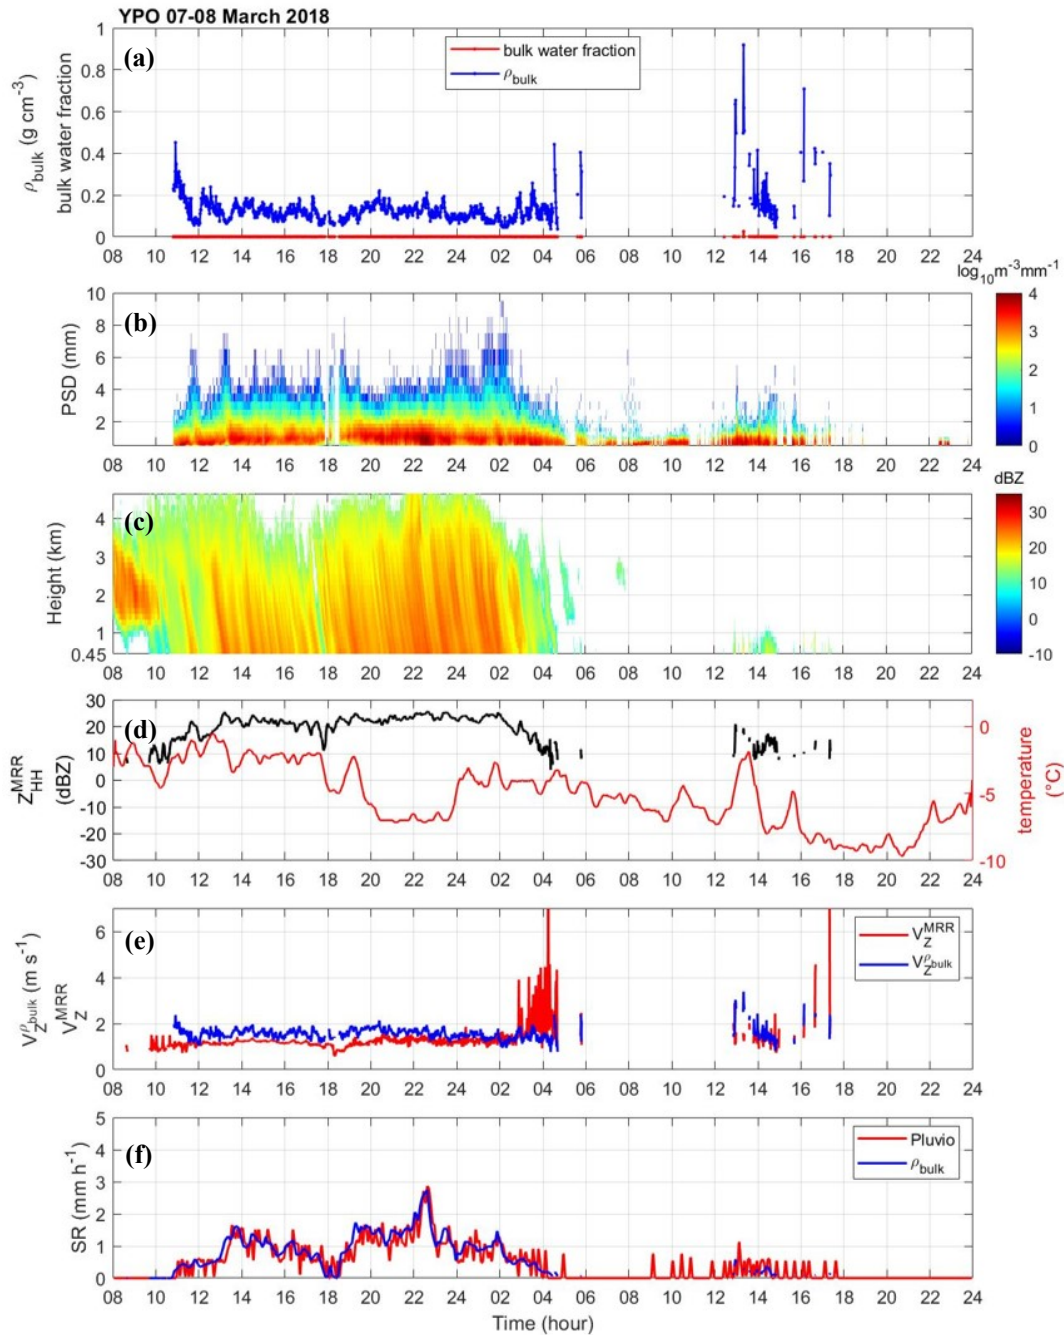 YPO 07-08 March 2018
(a)
bulk water fraction
ρbulk
ρbulk (g cm-3)
bulk water fraction
1
0.8
0.6
0.4
0.2
0
08 10 12 14 16 18 20 22 24 02 04 06 08 10 12 14 16 18 20 22 24
log10m-3mm-1
(b)
PSD (mm)
10
8
6
4
2
4
3
2
1
0
08 10 12 14 16 18 20 22 24 02 04 06 08 10 12 14 16 18 20 22 24
dBZ
(c)
Height (km)
4
3
2
1
0.45
30
20
10
0
-10
08 10 12 14 16 18 20 22 24 02 04 06 08 10 12 14 16 18 20 22 24
(d)
ZHHMRR
(dBZ)
30
20
10
0
-10
-20
-30
0
-5
-10
temperature
(°C)
08 10 12 14 16 18 20 22 24 02 04 06 08 10 12 14 16 18 20 22 24
(e)
VZMRR
VZρbulk
VZρbulk (m s-1)
VZMRR
6
4
2
0
08 10 12 14 16 18 20 22 24 02 04 06 08 10 12 14 16 18 20 22 24
(f)
Pluvio
ρbulk
SR (mm h-1)
5
4
3
2
1
0
08 10 12 14 16 18 20 22 24 02 04 06 08 10 12 14 16 18 20 22 24
Time (hour)